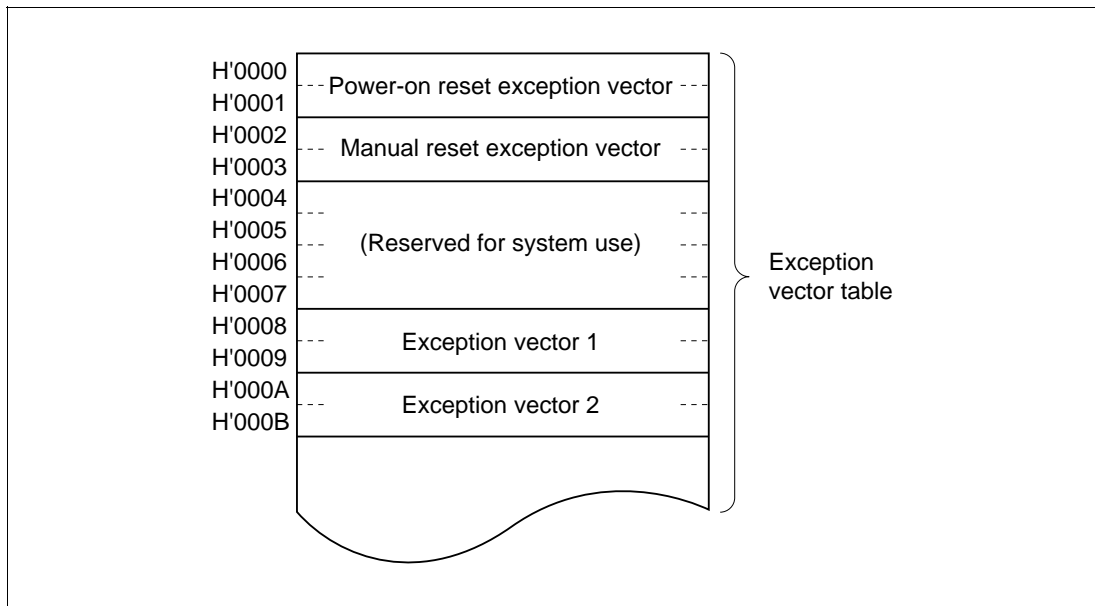 H'0000
H'0001
Power-on reset exception vector
H'0002
H'0003
Manual reset exception vector
H'0004
H'0005
H'0006
H'0007
(Reserved for system use)
H'0008
H'0009
Exception vector 1
H'000A
H'000B
Exception vector 2
Exception
vector table